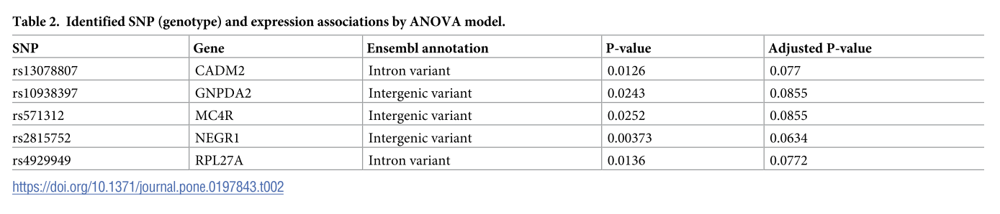 Table 2. Identified SNP (genotype) and expression associations by ANOVA model.
SNP Gene Ensembl annotation P-value Adjusted P-value
rs13078807 CADM2 Intron variant 0.0126 0.077
rs10938397 GNPDA2 Intergenic variant 0.0243 0.0855
rs571312 MC4R Intergenic variant 0.0252 0.0855
rs2815752 NEGR1 Intergenic variant 0.00373 0.0634
rs4929949 RPL27A Intron variant 0.0136 0.0772
https://doi.org/10.1371/journal.pone.0197843.t002